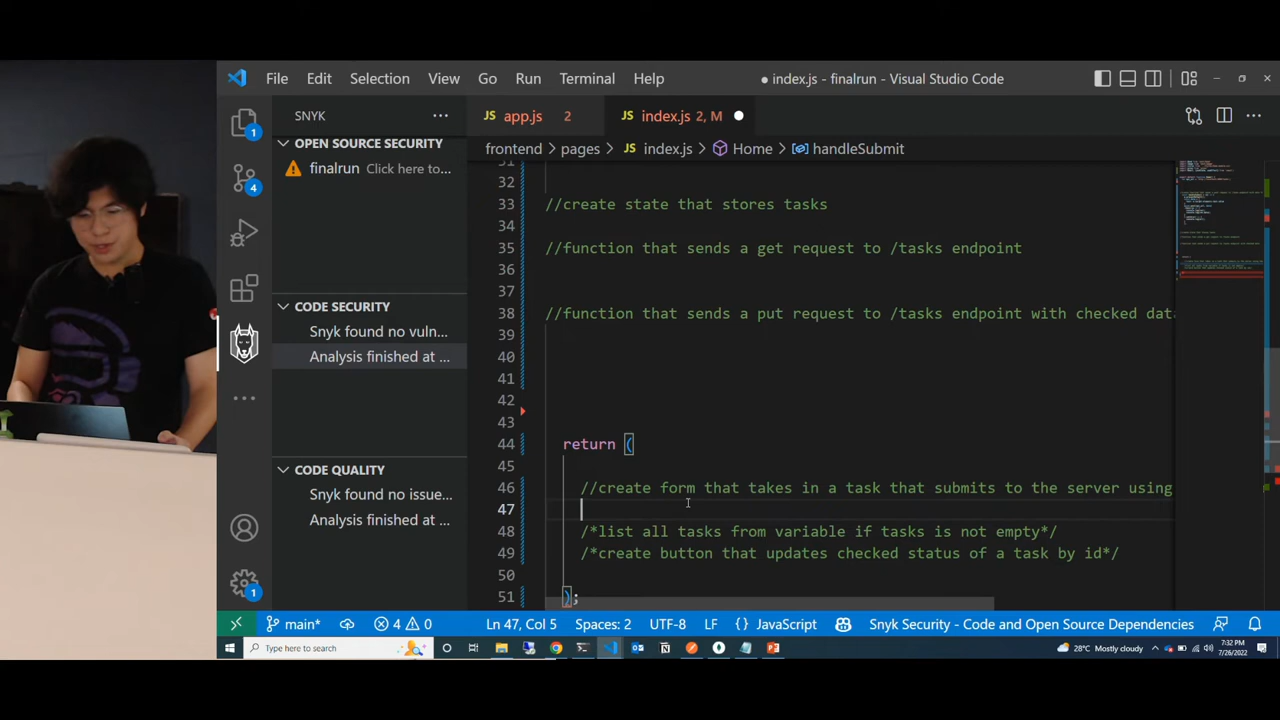 File Edit Selection View Go Run Terminal Help
● index.js - finalrun - Visual Studio Code
SNYK
OPEN SOURCE SECURITY
finalrun Click here to...
CODE SECURITY
Snyk found no vuln...
Analysis finished at ...
CODE QUALITY
Snyk found no issue...
Analysis finished at ...
1
4
1
JS app.js 2
JS index.js 2, M
frontend > pages > JS index.js > Home > handleSubmit
31
32
33 //create state that stores tasks
34
35 //function that sends a get request to /tasks endpoint
36
37
38 //function that sends a put request to /tasks endpoint with checked data
39
40
41
42
43
44 return (
45
46 //create form that takes in a task that submits to the server using
47
48 /*list all tasks from variable if tasks is not empty*/
49 /*create button that updates checked status of a task by id*/
50
51 );
main* 4 0 Ln 47, Col 5 Spaces: 2 UTF-8 LF {} JavaScript Snyk Security - Code and Open Source Dependencies
Type here to search
28°C Mostly cloudy
7:32 PM
7/26/2022